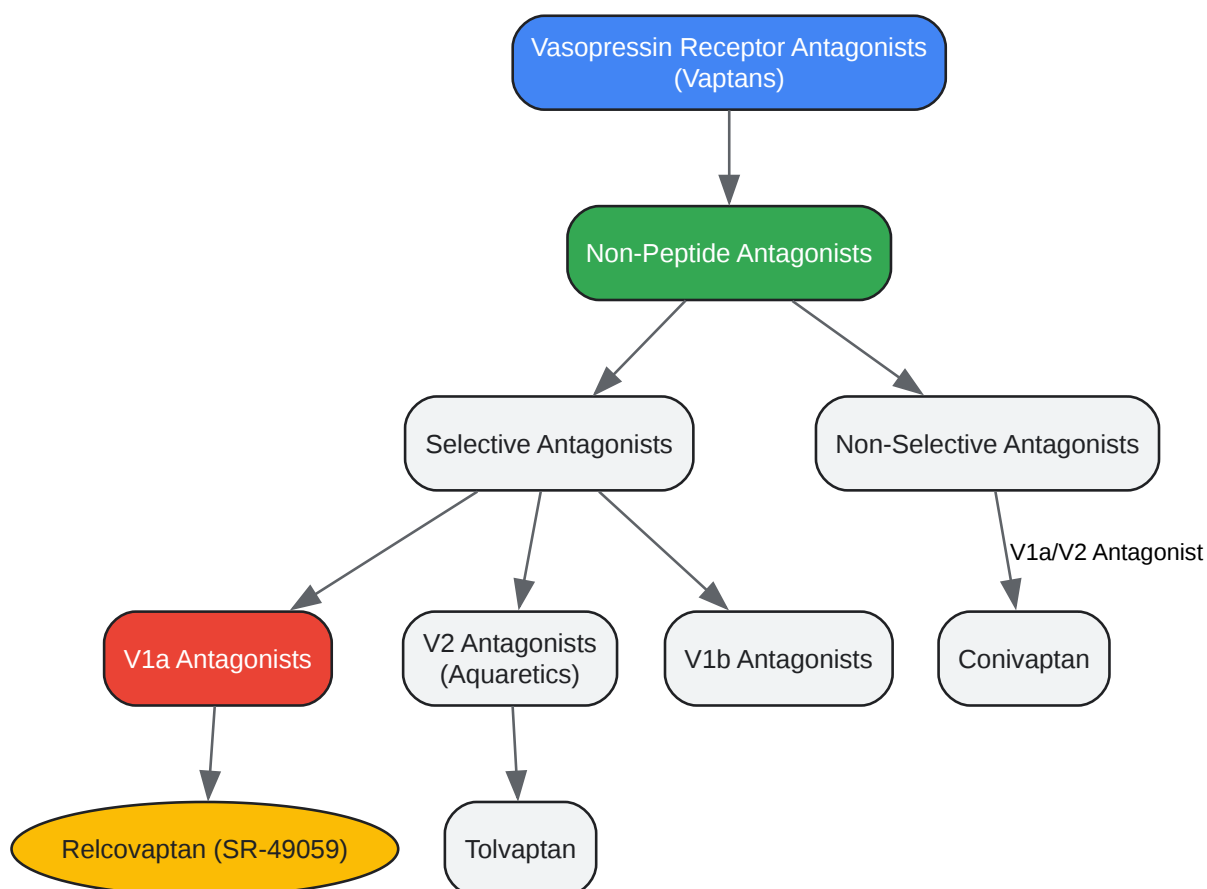 Vasopressin Receptor Antagonists
(Vaptans)
Non-Peptide Antagonists
Selective Antagonists
Non-Selective Antagonists
V1a/V2 Antagonist
V1a Antagonists
V2 Antagonists
(Aquaretics)
V1b Antagonists
Conivaptan
Relcovaptan (SR-49059)
Tolvaptan